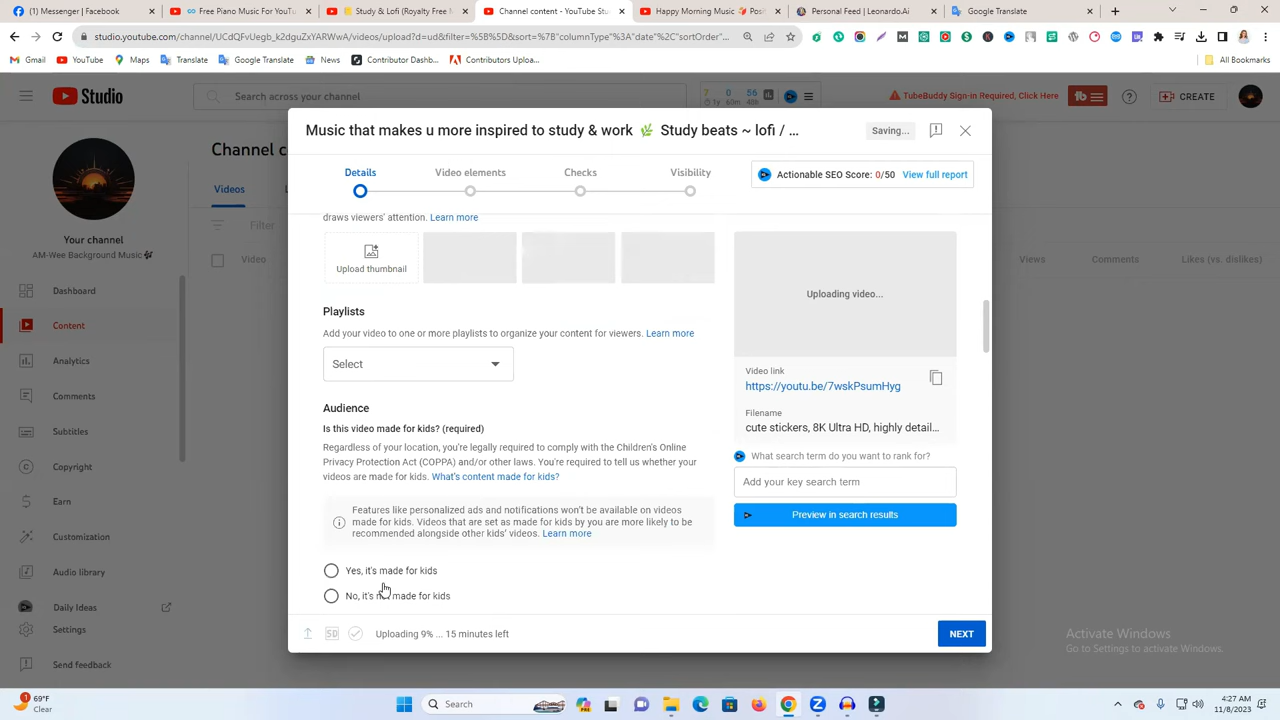 (1) Messenger | Facebook
Free Piano Music For YouTu
Study & Lofi (Royalty Free M
Channel content - YouTube Stu
Happy Morning Music 🎸 Posi
Personal Feed | Leonardo.Ai
Google Translate
studio.youtube.com/channel/UCdQFvUegb_k2dguZxYARWwA/videos/upload?d=ud&filter=%5B%5D&sort=%7B"columnType"%3A"date"%2C"sortOrder"...
Gmail
YouTube
Maps
Translate
Google Translate
News
Contributor Dashb...
Contributors Uploa...
All Bookmarks
Studio
Search across your channel
7 0 56
1y 60m 48h
TubeBuddy Sign-in Required, Click Here
tb
CREATE
Your channel
AM-Wee Background Music
Dashboard
Content
Analytics
Comments
Subtitles
Copyright
Earn
Customization
Audio library
Daily Ideas
Settings
Send feedback
Channel co
Videos
L
Filter
Video
Views
Comments
Likes (vs. dislikes)
Music that makes u more inspired to study & work 🌿 Study beats ~ lofi / ...
Saving...
Details
Video elements
Checks
Visibility
Actionable SEO Score: 0/50 View full report
draws viewers' attention. Learn more
Upload thumbnail
Playlists
Add your video to one or more playlists to organize your content for viewers. Learn more
Select
Audience
Is this video made for kids? (required)
Regardless of your location, you're legally required to comply with the Children's Online
Privacy Protection Act (COPPA) and/or other laws. You're required to tell us whether your
videos are made for kids. What's content made for kids?
Features like personalized ads and notifications won't be available on videos
made for kids. Videos that are set as made for kids by you are more likely to be
recommended alongside other kids' videos. Learn more
Yes, it's made for kids
No, it's not made for kids
Uploading video...
Video link
https://youtu.be/7wskPsumHyg
Filename
cute stickers, 8K Ultra HD, highly detail...
What search term do you want to rank for?
Add your key search term
Preview in search results
SD
Uploading 9% ... 15 minutes left
NEXT
Activate Windows
Go to Settings to activate Windows.
69°F
Clear
Search
4:27 AM
11/8/2023